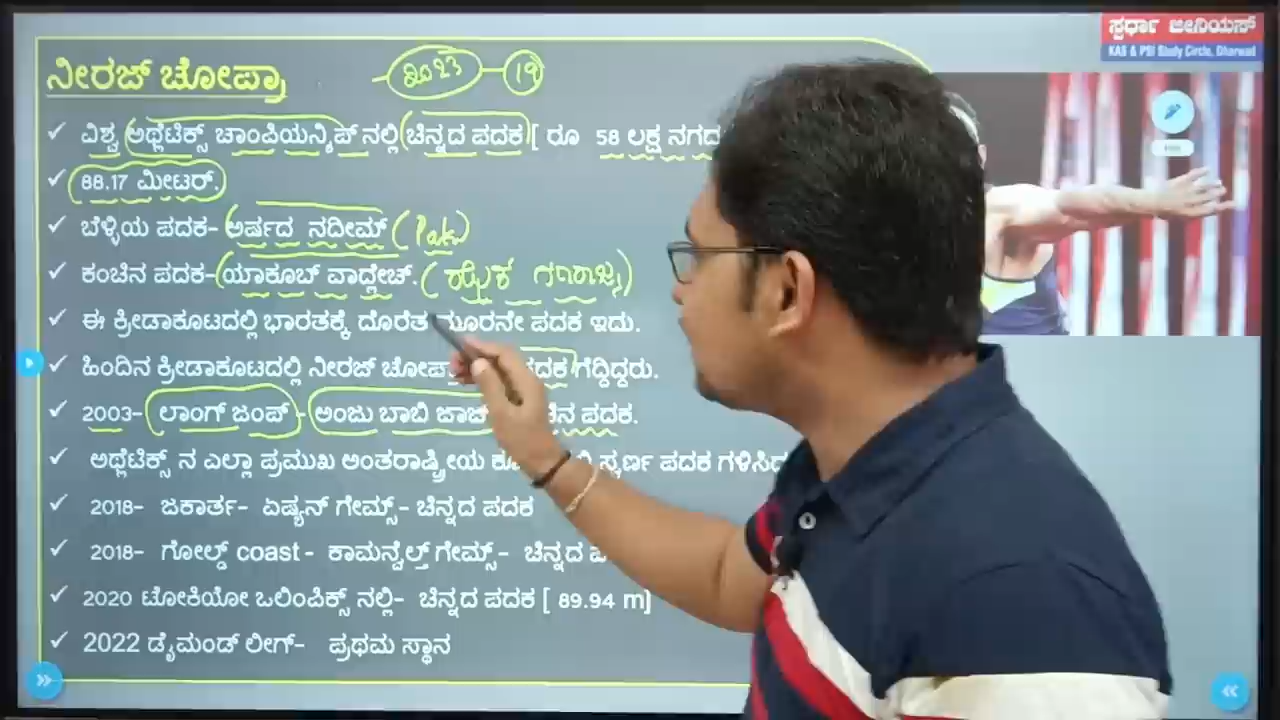 ಸ್ಪರ್ಧಾ ಜೀನಿಯಸ್
KAS & PSI Study Circle, Dharwad
ನೀರಜ್ ಚೋಪ್ರಾ 2023 19
ವಿಶ್ವ ಅಥ್ಲೆಟಿಕ್ಸ್ ಚಾಂಪಿಯನ್ಶಿಪ್ ನಲ್ಲಿ ಚಿನ್ನದ ಪದಕ [ ರೂ 58 ಲಕ್ಷ ನಗದು
88.17 ಮೀಟರ್.
ಬೆಳ್ಳಿಯ ಪದಕ- ಅರ್ಷದ ನದೀಮ್ (Pak)
ಕಂಚಿನ ಪದಕ-ಯಾಕೂಬ್ ವಾಡ್ಲೇಚ್. ಗಣರಾಜ್ಯ)
ಈ ಕ್ರೀಡಾಕೂಟದಲ್ಲಿ ಭಾರತಕ್ಕೆ ದೊರೆತ ಮೂರನೇ ಪದಕ ಇದು.
ಹಿಂದಿನ ಕ್ರೀಡಾಕೂಟದಲ್ಲಿ ನೀರಜ್ ಚೋಪ್ರಾ ಪದಕ ಗೆದ್ದಿದ್ದರು.
2003- ಲಾಂಗ್ ಜಂಪ್ - ಅಂಜು ಬಾಬಿ ಜಾರ್ಜ್ ಪದಕ.
ಅಥ್ಲೆಟಿಕ್ಸ್ ನ ಎಲ್ಲಾ ಪ್ರಮುಖ ಅಂತರಾಷ್ಟ್ರೀಯ ಸ್ವರ್ಣ ಪದಕ
2018- ಜಕಾರ್ತ- ಏಷ್ಯನ್ ಗೇಮ್ಸ್- ಚಿನ್ನದ ಪದಕ
2018- ಗೋಲ್ಡ್ coast - ಕಾಮನ್ವೆಲ್ತ್ ಗೇಮ್ಸ್- ಚಿನ್ನದ
2020 ಟೋಕಿಯೋ ಒಲಿಂಪಿಕ್ಸ್ ನಲ್ಲಿ- ಚಿನ್ನದ ಪದಕ [ 89.94 m]
2022 ಡೈಮಂಡ್ ಲೀಗ್- ಪ್ರಥಮ ಸ್ಥಾನ